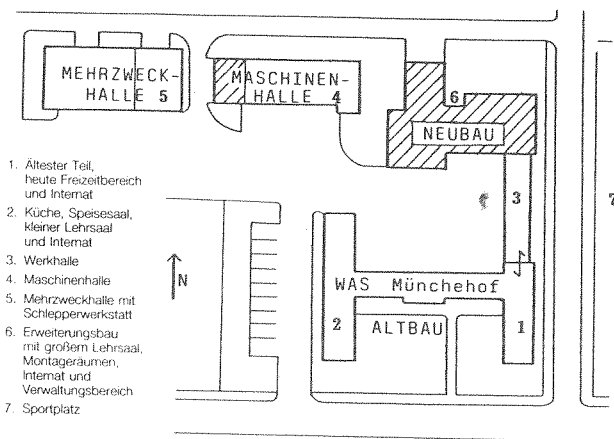 MEHRZWECK-
HALLE 5
MASCHINEN-
HALLE 4
6
NEUBAU
1. Ältester Teil,
heute Freizeitbereich
und Internat
2. Küche, Speisesaal,
kleiner Lehrsaal
und Internat
3. Werkhalle
4. Maschinenhalle
5. Mehrzweckhalle mit
Schlepperwerkstatt
6. Erweiterungsbau
mit großem Lehrsaal,
Montageräumen,
Internat und
Verwaltungsbereich
7. Sportplatz
N
3
7
WAS Münchehof
2
ALTBAU
1